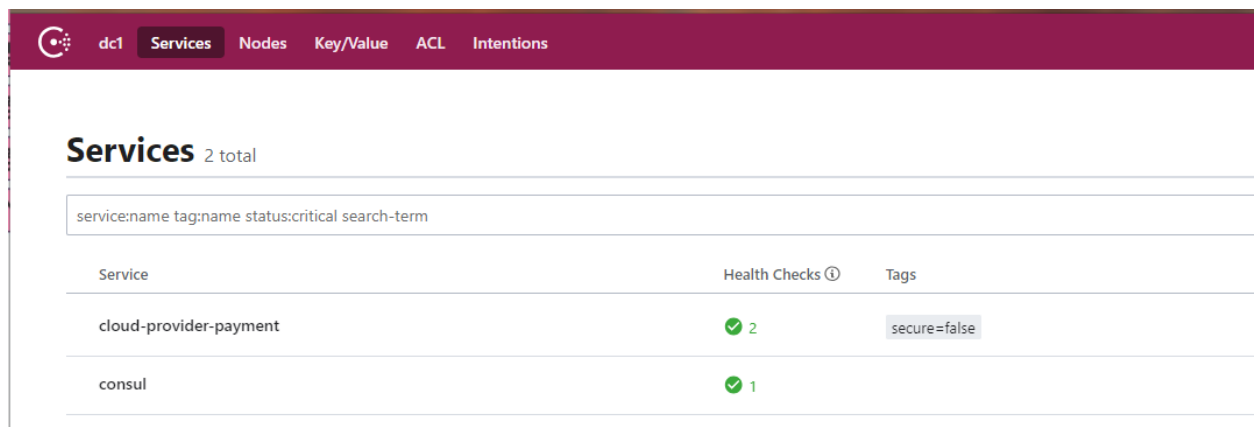 dc1 Services Nodes Key/Value ACL Intentions
Services 2 total
service:name tag:name status:critical search-term
Service Health Checks Tags
cloud-provider-payment 2 secure=false
consul 1